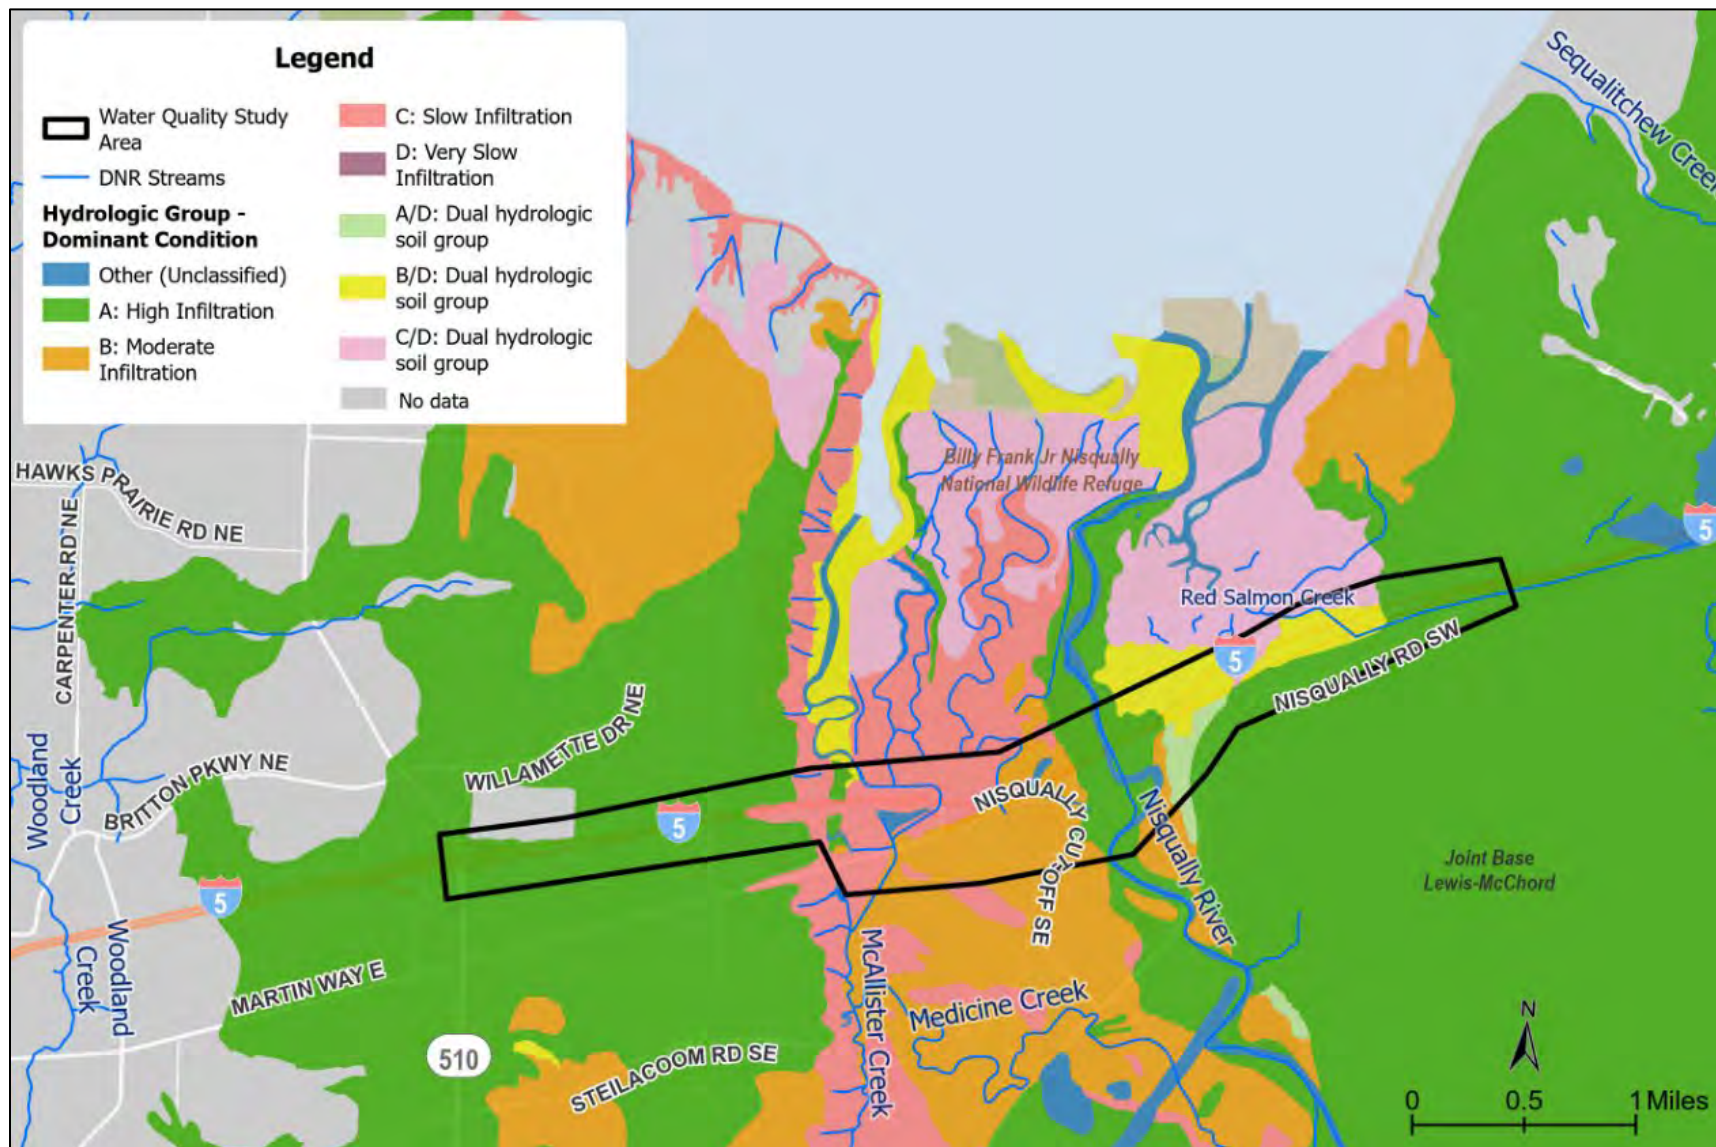 Legend
Water Quality Study
Area
DNR Streams
Hydrologic Group -
Dominant Condition
Other (Unclassified)
A: High Infiltration
B: Moderate
Infiltration
C: Slow Infiltration
D: Very Slow
Infiltration
A/D: Dual hydrologic
soil group
B/D: Dual hydrologic
soil group
C/D: Dual hydrologic
soil group
No data
Sequalitchew Creek
HAWKS PRAIRIE RD NE
CARPENTER RD NE
Billy Frank Jr Nisqually
National Wildlife Refuge
5
Red Salmon Creek
5
NISQUALLY RD SW
WILLAMETTE DR NE
Woodland
Creek
BRITTON PKWY NE
5
NISQUALLY CUT-OFF SE
Nisqually River
Joint Base
Lewis-McChord
5
Woodland
Creek
MARTIN WAY E
McAllister Creek
Medicine Creek
510
STEILACOOM RD SE
N
0 0.5 1 Miles